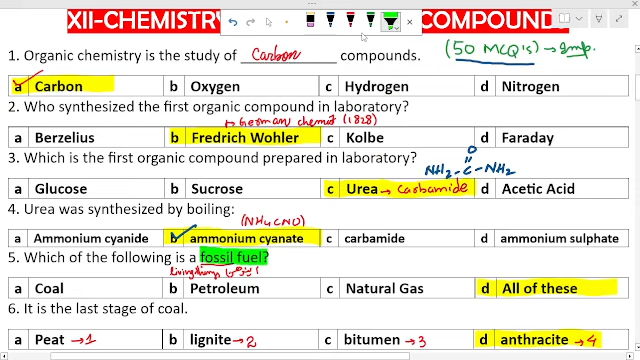 XII-CHEMISTRY COMPOUND
(50 MCQ's) → Imp.
1. Organic chemistry is the study of Carbon compounds.
a Carbon b Oxygen c Hydrogen d Nitrogen
2. Who synthesized the first organic compound in laboratory?
→ Germany chemist (1828)
a Berzelius b Fredrich Wohler c Kolbe d Faraday
3. Which is the first organic compound prepared in laboratory?
O
NH2 - C - NH2
a Glucose b Sucrose c Urea → Carbamide d Acetic Acid
4. Urea was synthesized by boiling:
(NH4CNO)
a Ammonium cyanide b ammonium cyanate c carbamide d ammonium sulphate
5. Which of the following is a fossil fuel?
living things
a Coal b Petroleum c Natural Gas d All of these
6. It is the last stage of coal.
a Peat → 1 b lignite → 2 c bitumen → 3 d anthracite → 4